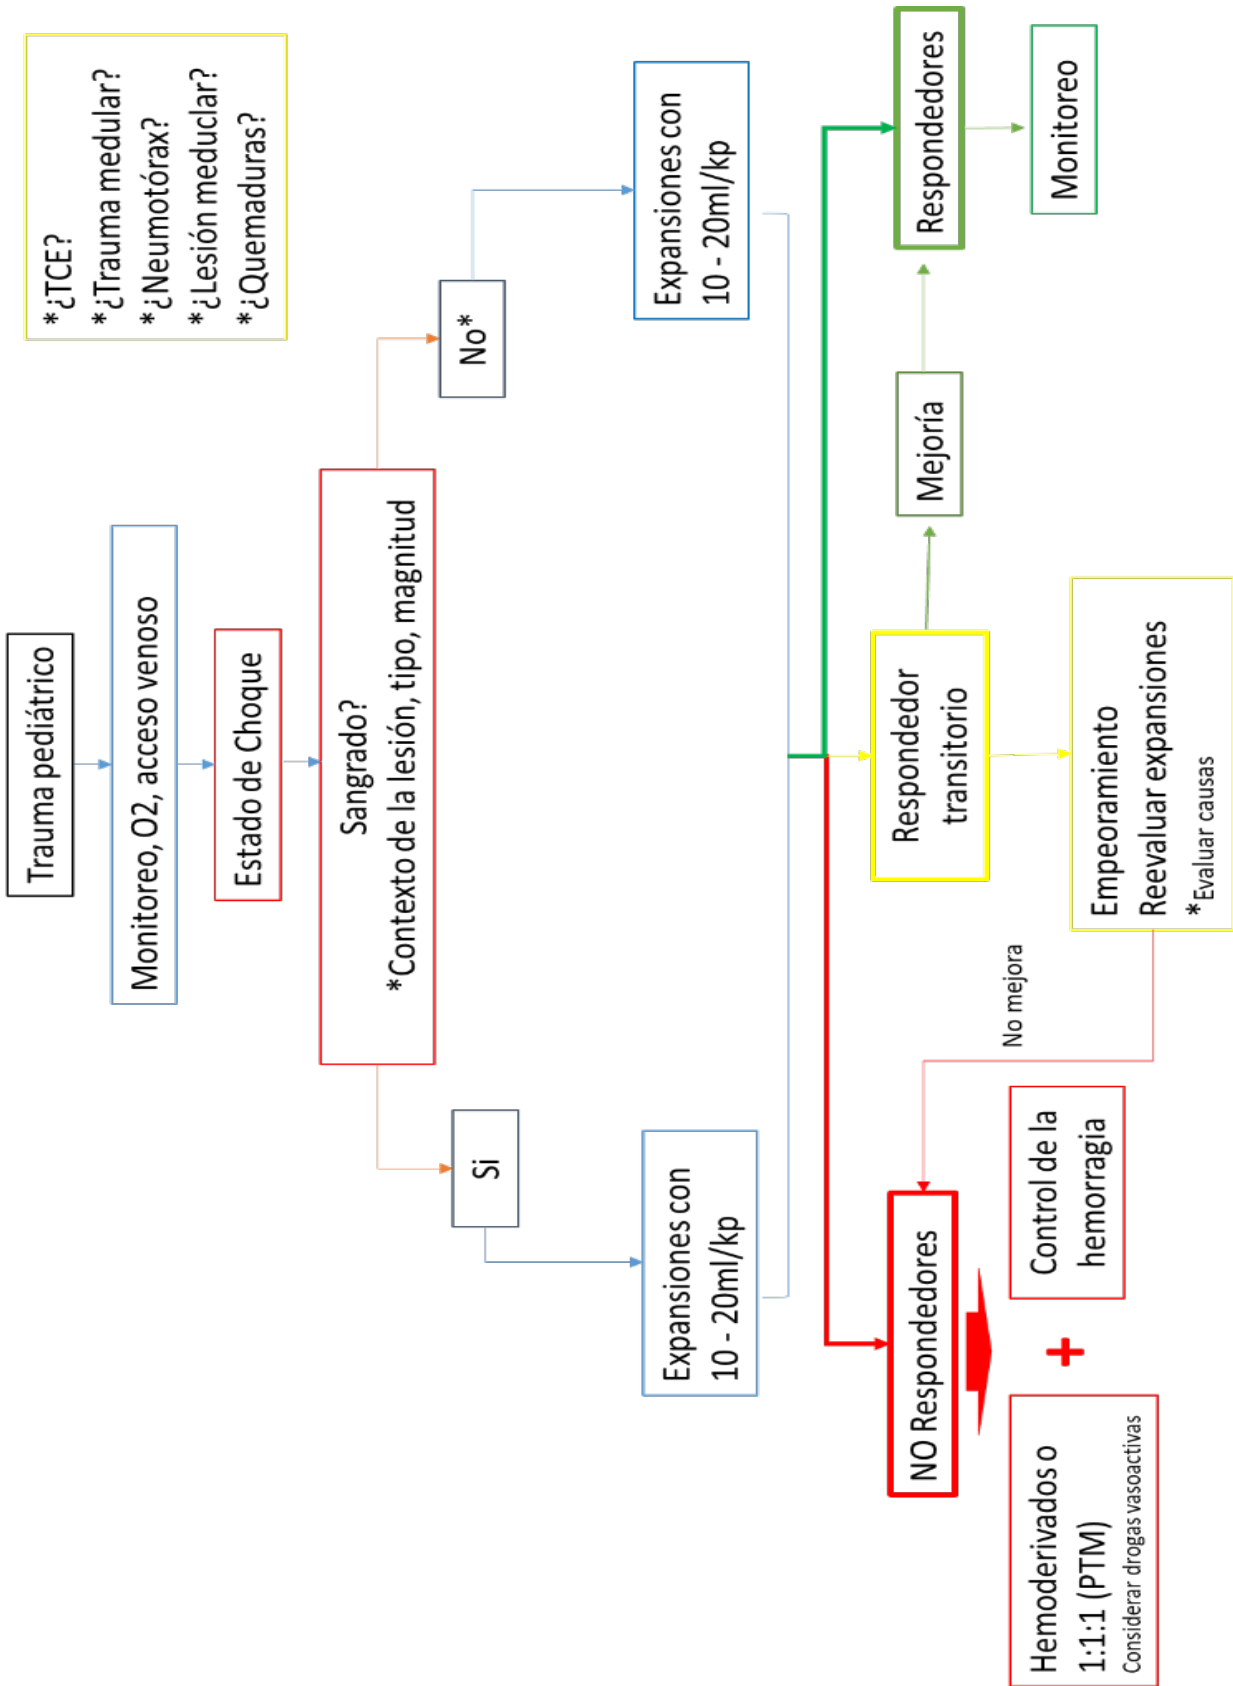 Trauma pediátrico
*¿TCE?
*¿Trauma medular?
*¿Neumotórax?
*¿Lesión meduclar?
*¿Quemaduras?
Monitoreo, O2, acceso venoso
Estado de Choque
Sangrado?
*Contexto de la lesión, tipo, magnitud
Si
No*
Expansiones con
10 - 20ml/kp
Expansiones con
10 - 20ml/kp
NO Respondedores
Respondedor
transitorio
Mejoría
Respondedores
No mejora
Hemoderivados o
1:1:1 (PTM)
Considerar drogas vasoactivas
+
Control de la
hemorragia
Empeoramiento
Reevaluar expansiones
*Evaluar causas
Monitoreo